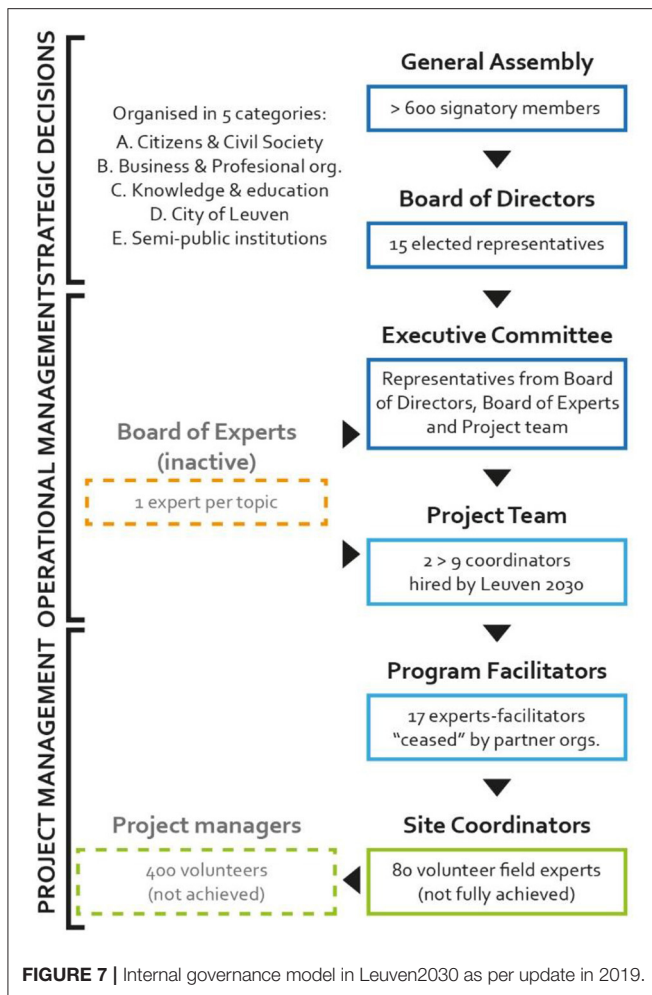 STRATEGIC DECISIONS
General Assembly
> 600 signatory members
Organised in 5 categories:
A. Citizens & Civil Society
B. Business & Profesional org.
C. Knowledge & education
D. City of Leuven
E. Semi-public institutions
Board of Directors
15 elected representatives
OPERATIONAL MANAGEMENT
Executive Committee
Representatives from Board
of Directors, Board of Experts
and Project team
Board of Experts
(inactive)
1 expert per topic
Project Team
2 > 9 coordinators
hired by Leuven 2030
PROJECT MANAGEMENT
Program Facilitators
17 experts-facilitators
"ceased" by partner orgs.
Project managers
400 volunteers
(not achieved)
Site Coordinators
80 volunteer field experts
(not fully achieved)
FIGURE 7 | Internal governance model in Leuven2030 as per update in 2019.